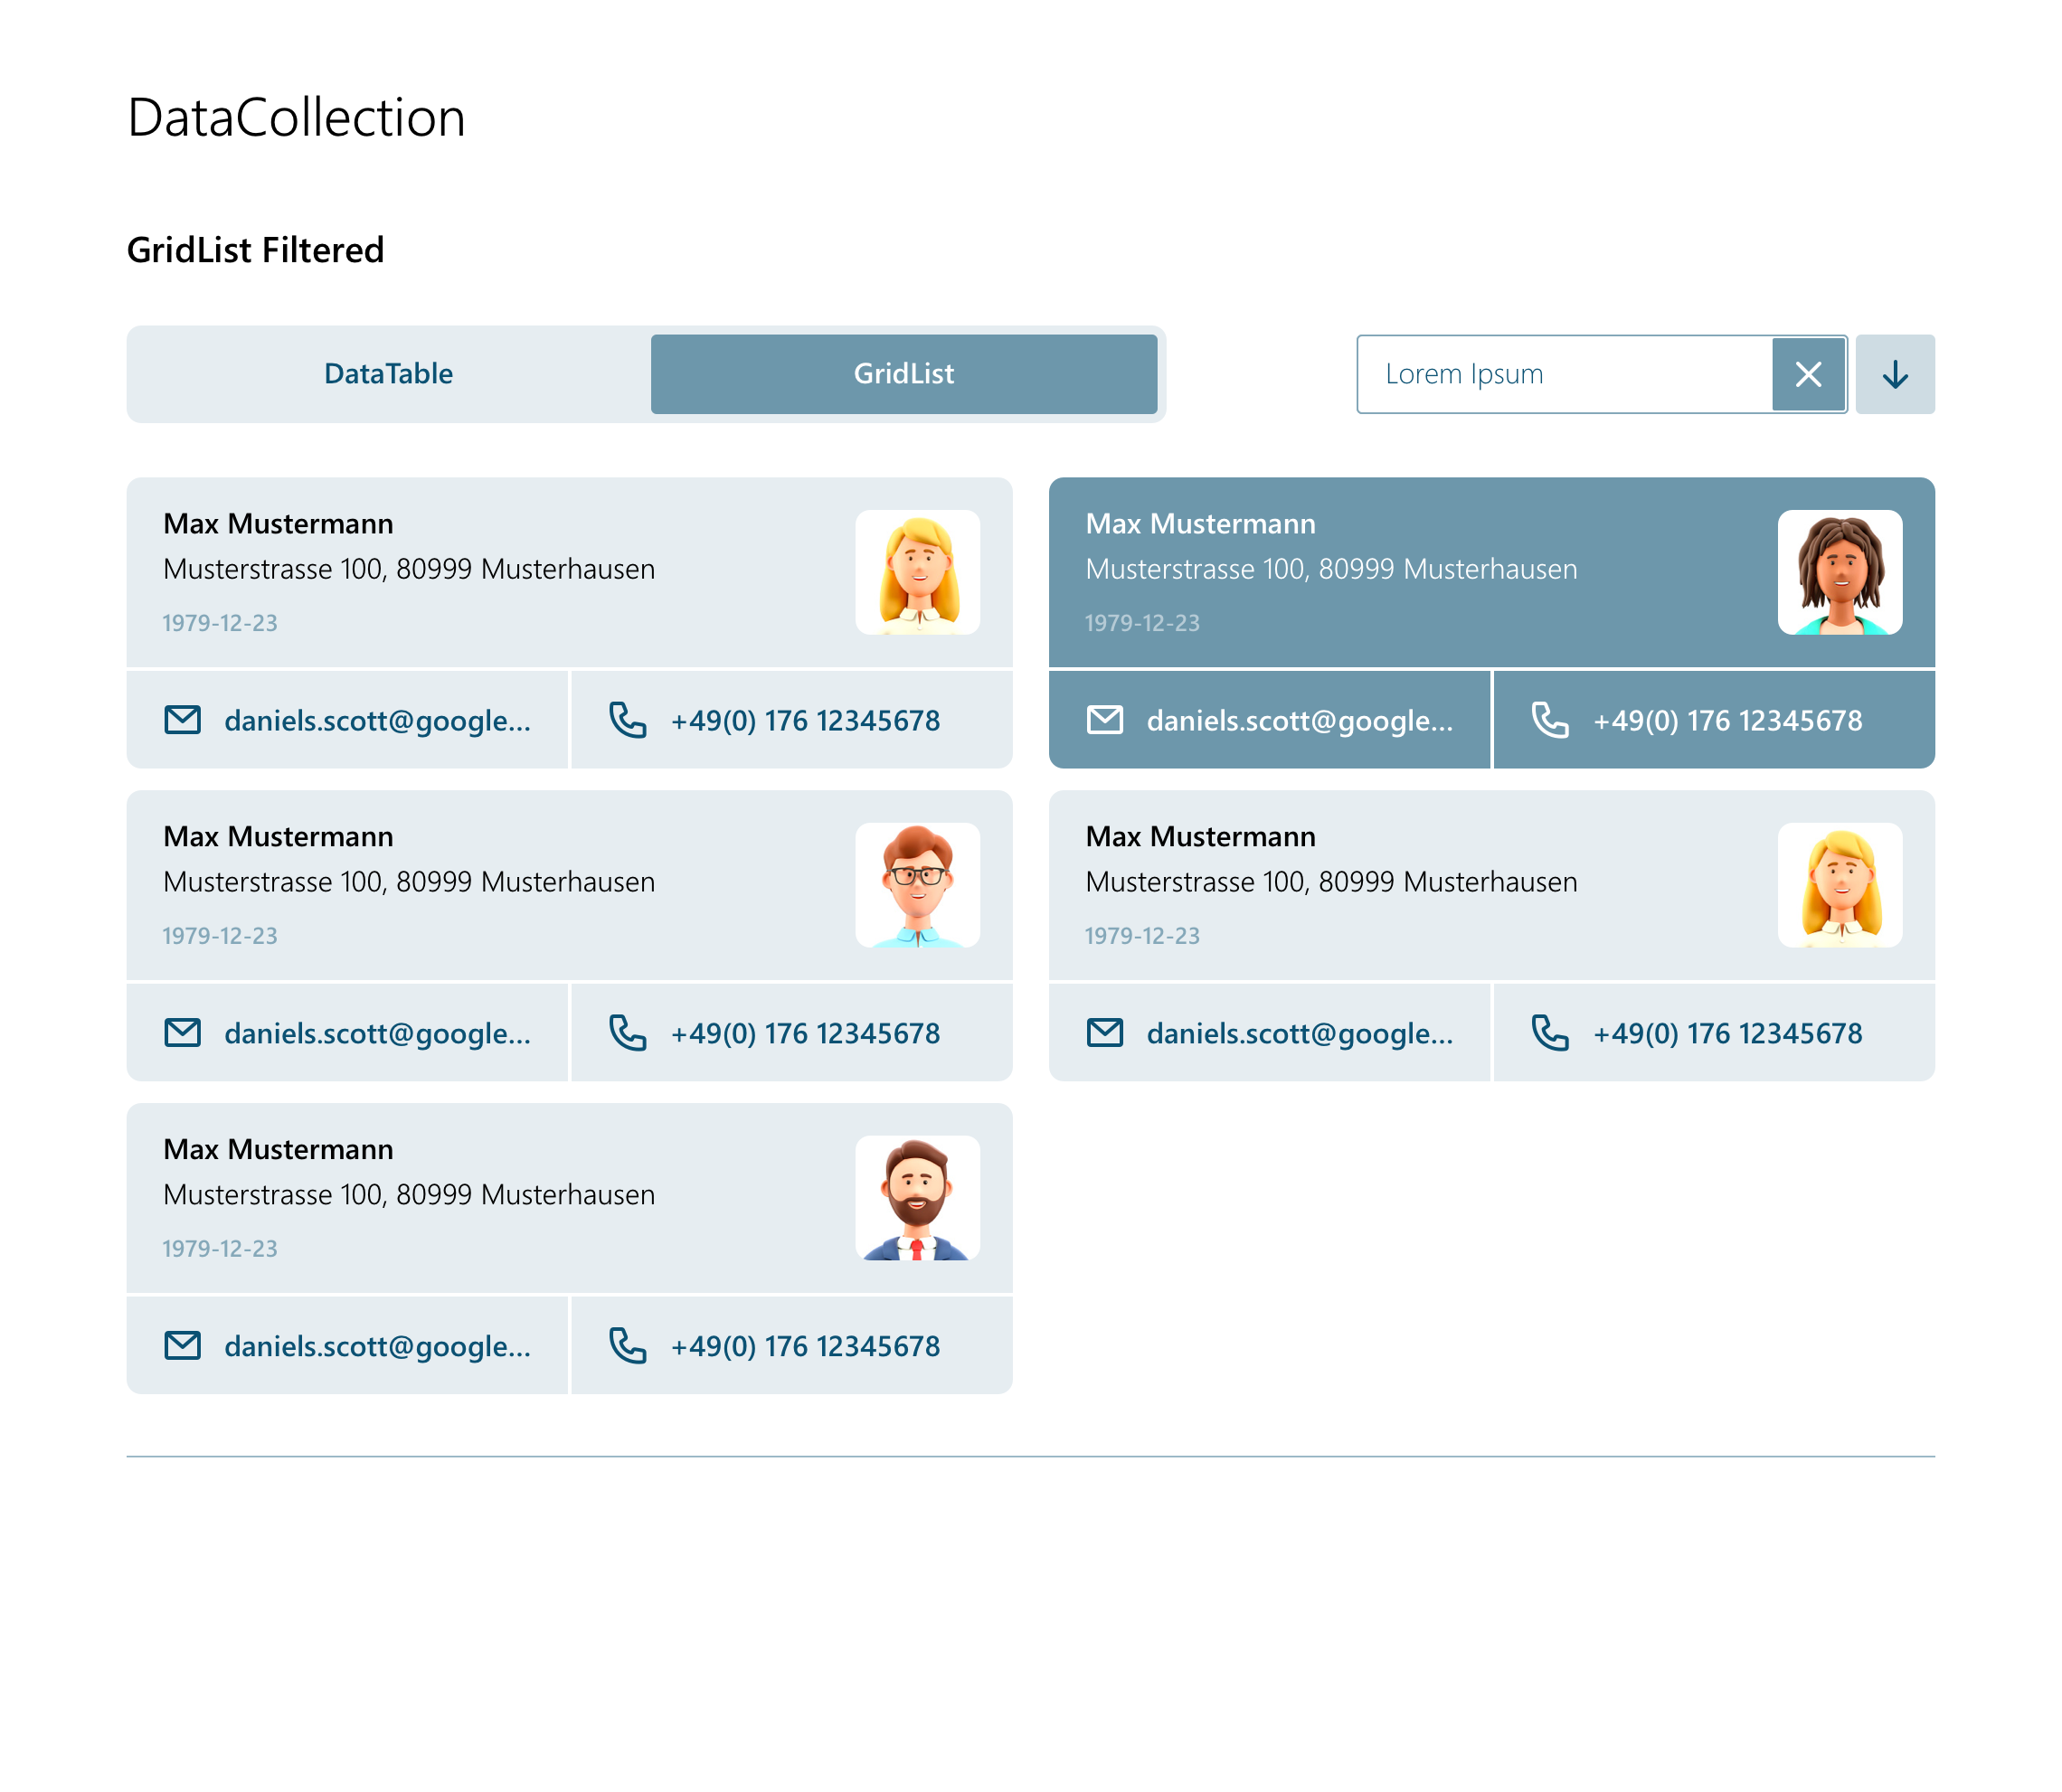 DataCollection
GridList Filtered
DataTable
GridList
Lorem Ipsum
Max Mustermann
Musterstrasse 100, 80999 Musterhausen
1979-12-23
daniels.scott@google...
+49(0) 176 12345678
Max Mustermann
Musterstrasse 100, 80999 Musterhausen
1979-12-23
daniels.scott@google...
+49(0) 176 12345678
Max Mustermann
Musterstrasse 100, 80999 Musterhausen
1979-12-23
daniels.scott@google...
+49(0) 176 12345678
Max Mustermann
Musterstrasse 100, 80999 Musterhausen
1979-12-23
daniels.scott@google...
+49(0) 176 12345678
Max Mustermann
Musterstrasse 100, 80999 Musterhausen
1979-12-23
daniels.scott@google...
+49(0) 176 12345678